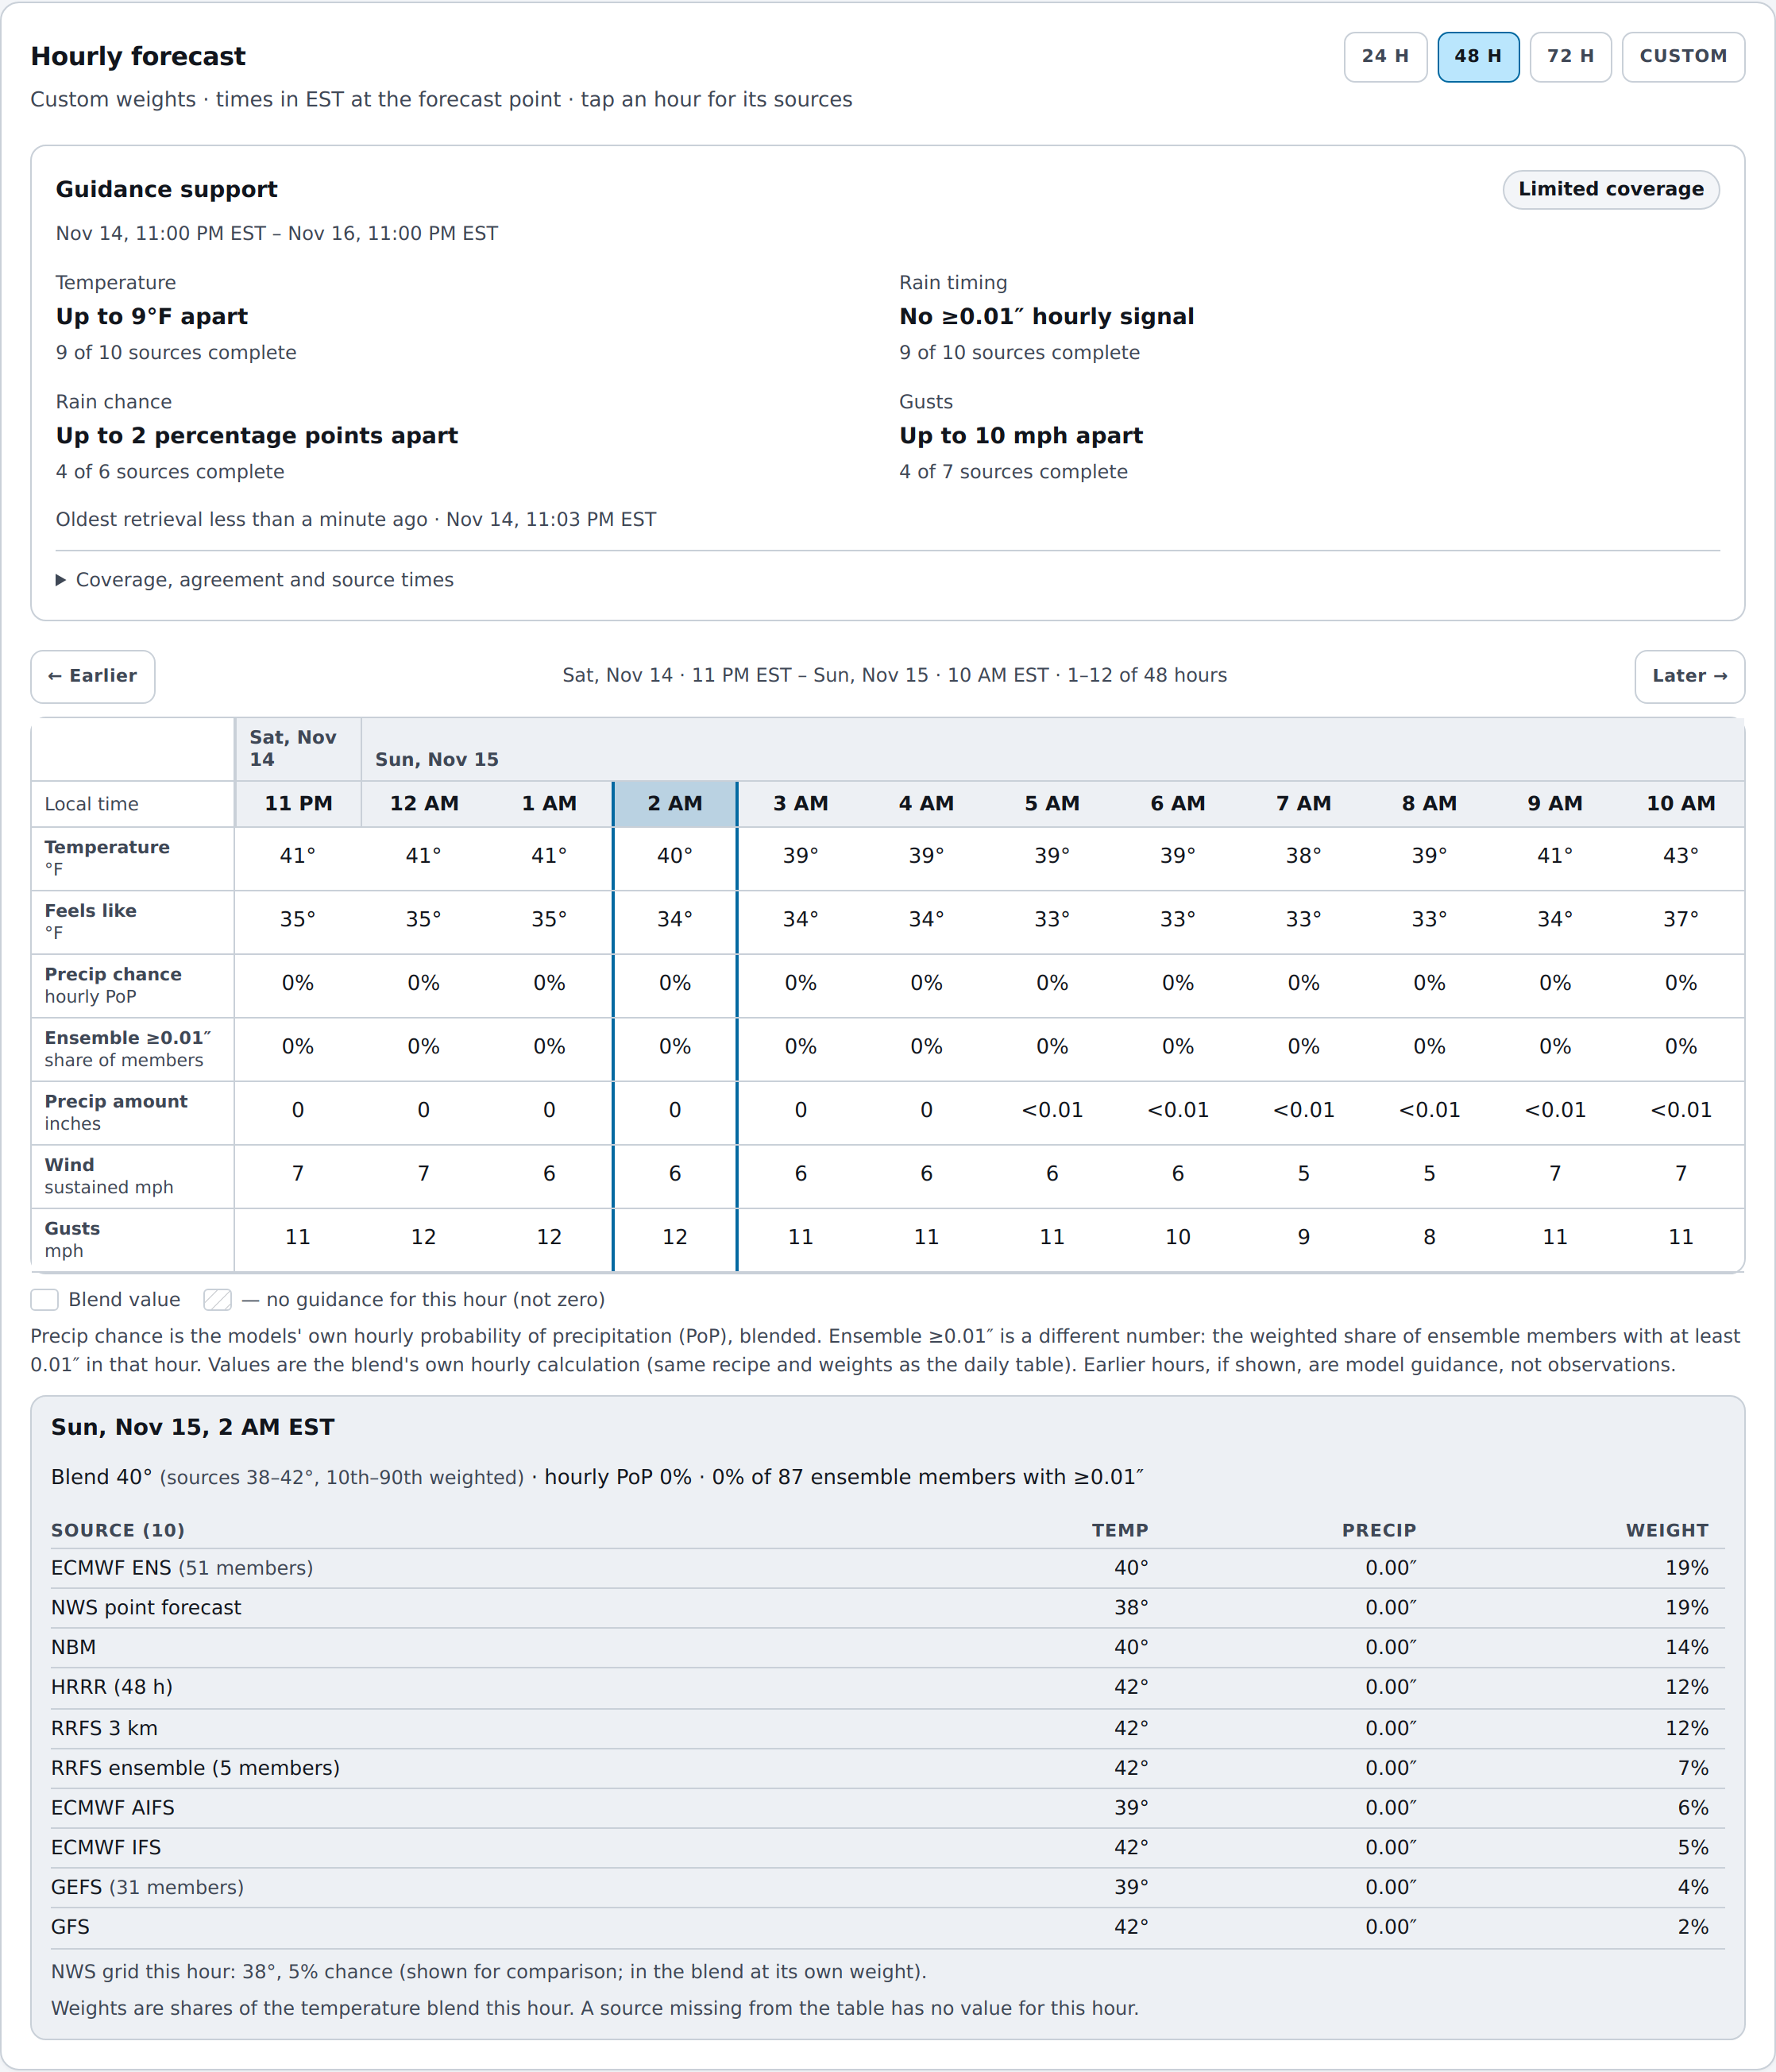 Hourly forecast
24 H 48 H 72 H CUSTOM
Custom weights · times in EST at the forecast point · tap an hour for its sources
Guidance support
Limited coverage
Nov 14, 11:00 PM EST – Nov 16, 11:00 PM EST
Temperature
Up to 9°F apart
9 of 10 sources complete
Rain timing
No ≥0.01″ hourly signal
9 of 10 sources complete
Rain chance
Up to 2 percentage points apart
4 of 6 sources complete
Gusts
Up to 10 mph apart
4 of 7 sources complete
Oldest retrieval less than a minute ago · Nov 14, 11:03 PM EST
▶ Coverage, agreement and source times
← Earlier
Sat, Nov 14 · 11 PM EST – Sun, Nov 15 · 10 AM EST · 1–12 of 48 hours
Later →
Sat, Nov
14
Sun, Nov 15
Local time 11 PM 12 AM 1 AM 2 AM 3 AM 4 AM 5 AM 6 AM 7 AM 8 AM 9 AM 10 AM
Temperature
°F
41° 41° 41° 40° 39° 39° 39° 39° 38° 39° 41° 43°
Feels like
°F
35° 35° 35° 34° 34° 34° 33° 33° 33° 33° 34° 37°
Precip chance
hourly PoP
0% 0% 0% 0% 0% 0% 0% 0% 0% 0% 0% 0%
Ensemble ≥0.01″
share of members
0% 0% 0% 0% 0% 0% 0% 0% 0% 0% 0% 0%
Precip amount
inches
0 0 0 0 0 0 <0.01 <0.01 <0.01 <0.01 <0.01 <0.01
Wind
sustained mph
7 7 6 6 6 6 6 6 5 5 7 7
Gusts
mph
11 12 12 12 11 11 11 10 9 8 11 11
Blend value — no guidance for this hour (not zero)
Precip chance is the models' own hourly probability of precipitation (PoP), blended. Ensemble ≥0.01″ is a different number: the weighted share of ensemble members with at least
0.01″ in that hour. Values are the blend's own hourly calculation (same recipe and weights as the daily table). Earlier hours, if shown, are model guidance, not observations.
Sun, Nov 15, 2 AM EST
Blend 40° (sources 38–42°, 10th–90th weighted) · hourly PoP 0% · 0% of 87 ensemble members with ≥0.01″
SOURCE (10) TEMP PRECIP WEIGHT
ECMWF ENS (51 members) 40° 0.00″ 19%
NWS point forecast 38° 0.00″ 19%
NBM 40° 0.00″ 14%
HRRR (48 h) 42° 0.00″ 12%
RRFS 3 km 42° 0.00″ 12%
RRFS ensemble (5 members) 42° 0.00″ 7%
ECMWF AIFS 39° 0.00″ 6%
ECMWF IFS 42° 0.00″ 5%
GEFS (31 members) 39° 0.00″ 4%
GFS 42° 0.00″ 2%
NWS grid this hour: 38°, 5% chance (shown for comparison; in the blend at its own weight).
Weights are shares of the temperature blend this hour. A source missing from the table has no value for this hour.